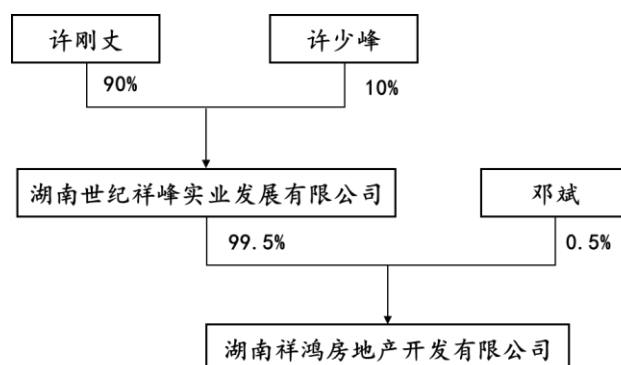 许刚丈 许少峰
90% 10%
湖南世纪祥峰实业发展有限公司 邓斌
99.5% 0.5%
湖南祥鸿房地产开发有限公司